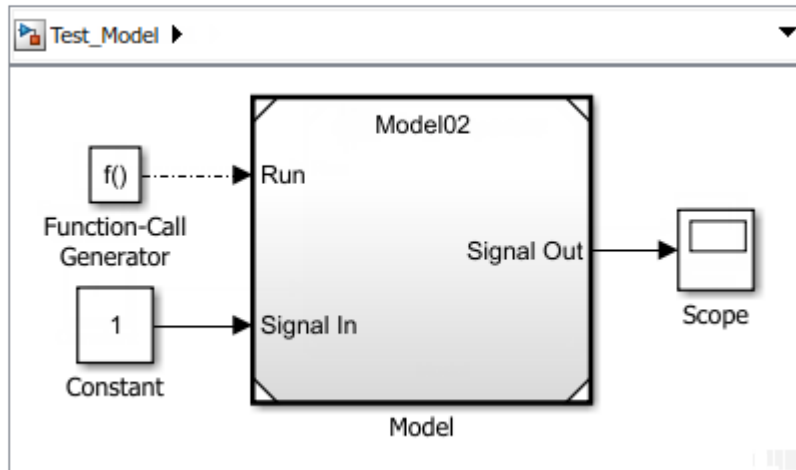 Test_Model
Model02
f()
Run
Function-Call
Generator
Signal Out
1
Signal In
Scope
Constant
Model